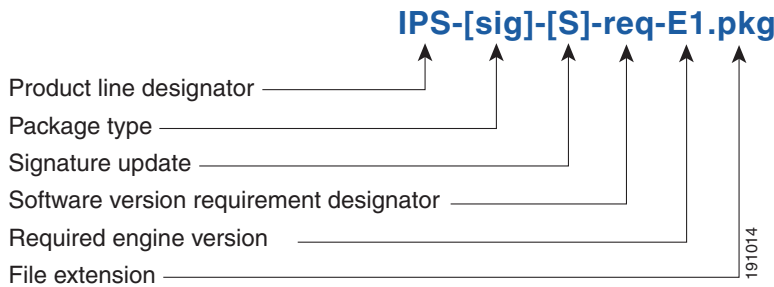 IPS-[sig]-[S]-req-E1.pkg
Product line designator
Package type
Signature update
Software version requirement designator
Required engine version
File extension
191014